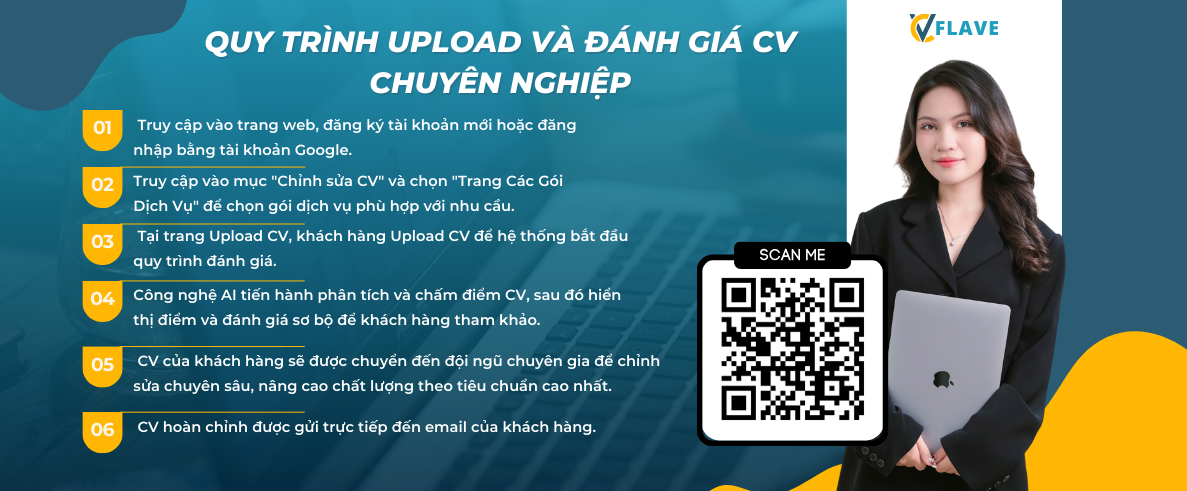 QUY TRÌNH UPLOAD VÀ ĐÁNH GIÁ CV
CHUYÊN NGHIỆP
CVFLAVE
01
Truy cập vào trang web, đăng ký tài khoản mới hoặc đăng
nhập bằng tài khoản Google.
02
Truy cập vào mục "Chỉnh sửa CV" và chọn "Trang Các Gói
Dịch Vụ" để chọn gói dịch vụ phù hợp với nhu cầu.
03
Tại trang Upload CV, khách hàng Upload CV để hệ thống bắt đầu
quy trình đánh giá.
04
Công nghệ AI tiến hành phân tích và chấm điểm CV, sau đó hiển
thị điểm và đánh giá sơ bộ để khách hàng tham khảo.
05
CV của khách hàng sẽ được chuyển đến đội ngũ chuyên gia để chỉnh
sửa chuyên sâu, nâng cao chất lượng theo tiêu chuẩn cao nhất.
06
CV hoàn chỉnh được gửi trực tiếp đến email của khách hàng.
SCAN ME